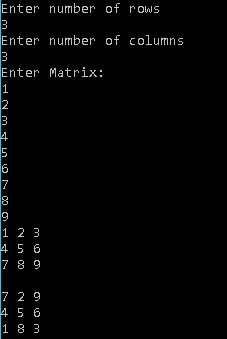 Enter number of rows
3
Enter number of columns
3
Enter Matrix:
1
2
3
4
5
6
7
8
9
1 2 3
4 5 6
7 8 9

7 2 9
4 5 6
1 8 3